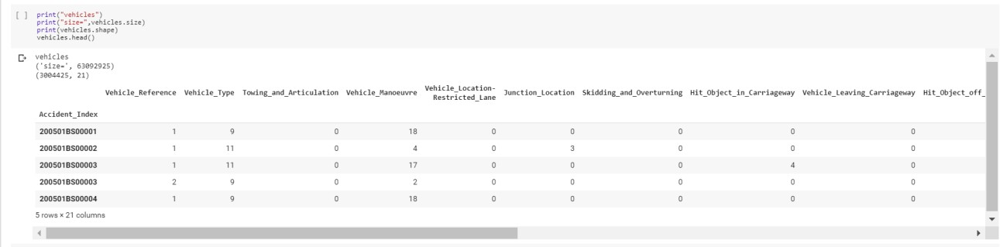 [ ] print("vehicles")
print("size=",vehicles.size)
print(vehicles.shape)
vehicles.head()
vehicles
('size=', 63092925)
(3004425, 21)
Vehicle_Reference Vehicle_Type Towing_and_Articulation Vehicle_Manoeuvre Vehicle_Location-Restricted_Lane Junction_Location Skidding_and_Overturning Hit_Object_in_Carriageway Vehicle_Leaving_Carriageway Hit_Object_off_
Accident_Index
200501BS00001 1 9 0 18 0 0 0 0 0
200501BS00002 1 11 0 4 0 3 0 0 0
200501BS00003 1 11 0 17 0 0 0 4 0
200501BS00003 2 9 0 2 0 0 0 0 0
200501BS00004 1 9 0 18 0 0 0 0 0
5 rows × 21 columns